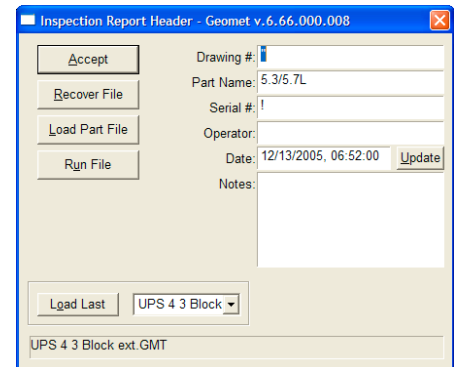 Inspection Report Header - Geomet v.6.66.000.008
Accept
Recover File
Load Part File
Run File
Drawing #: "
Part Name: 5.3/5.7L
Serial #: !
Operator:
Date: 12/13/2005, 06:52:00 Update
Notes:
Load Last UPS 4 3 Block
UPS 4 3 Block ext.GMT